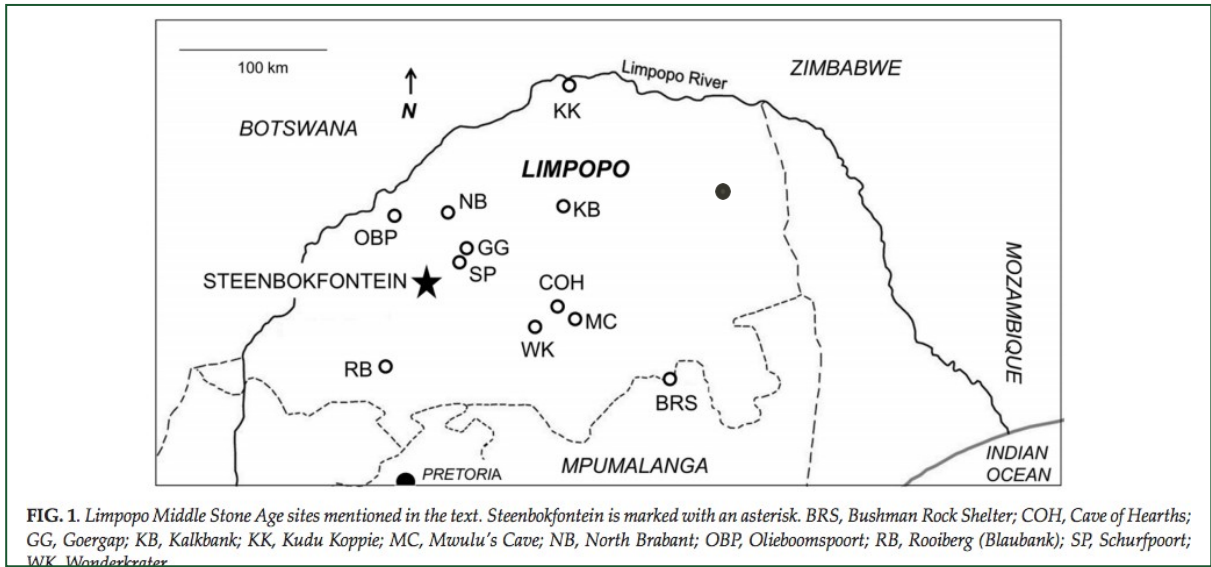 100 km
N
ZIMBABWE
Limpopo River
BOTSWANA
KK
LIMPOPO
NB
KB
OBP
GG
SP
STEENBOKFONTEIN
COH
MC
WK
MOZAMBIQUE
RB
BRS
PRETORIA
MPUMALANGA
INDIAN
OCEAN
FIG. 1. Limpopo Middle Stone Age sites mentioned in the text. Steenbokfontein is marked with an asterisk. BRS, Bushman Rock Shelter; COH, Cave of Hearths;
GG, Goergap; KB, Kalkbank; KK, Kudu Koppie; MC, Mwulu's Cave; NB, North Brabant; OBP, Olieboomspoort; RB, Rooiberg (Blaubank); SP, Schurfpoort;
WK, Wonderkrater